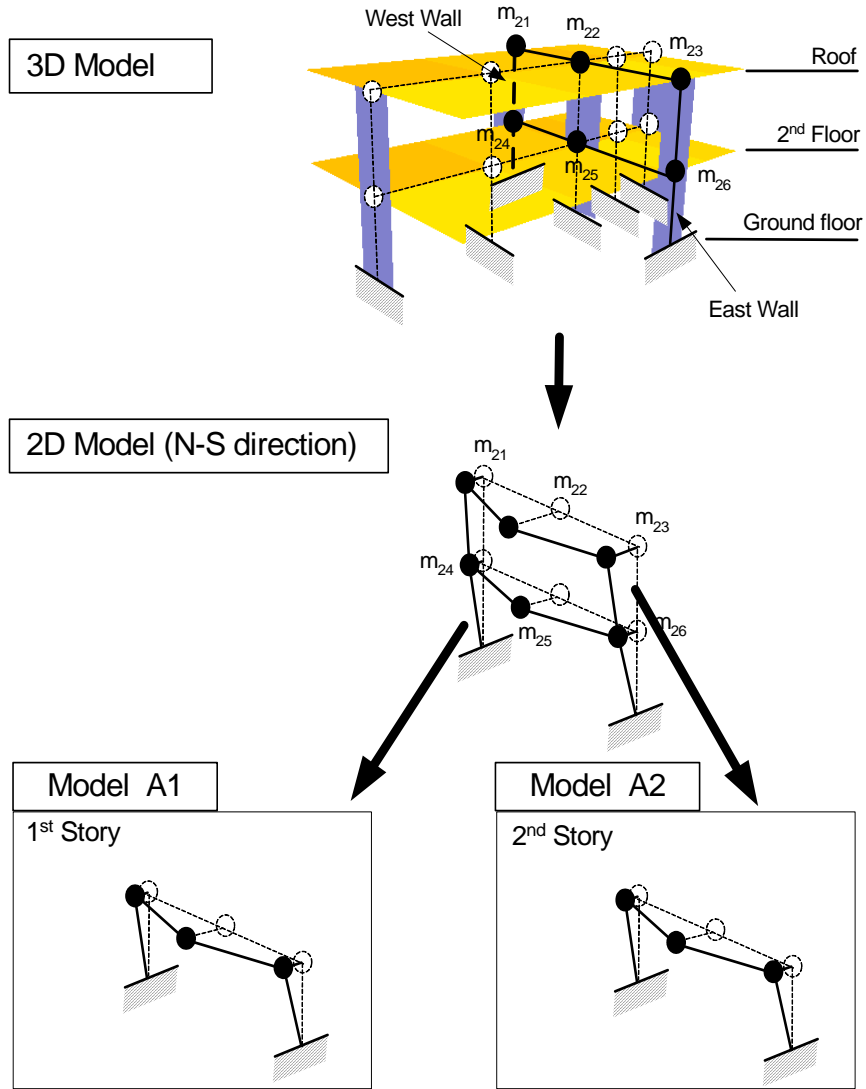 West Wall
m21
m22
m23
3D Model
Roof
m24
2nd Floor
m25
m26
Ground floor
East Wall
2D Model (N-S direction)
m21
m22
m23
m24
m25
m26
Model A1
Model A2
1st Story
2nd Story